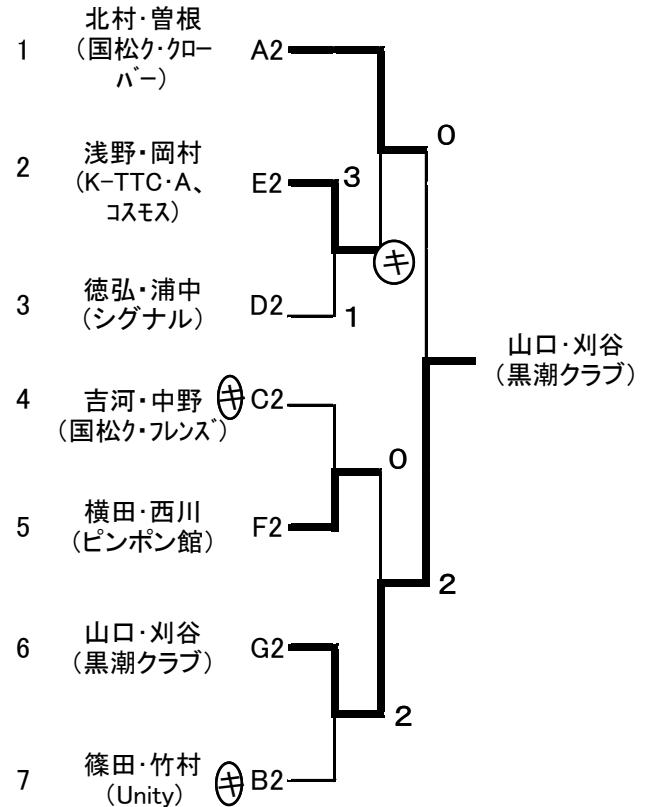 北村・曽根
1 (国松ク・クロー A2
バー)
0
浅野・岡村
2 (K-TTC・A、 E2 3
コスモス)
キ
徳弘・浦中
3 (シグナル) D2 1
山口・刈谷
(黒潮クラブ)
4 吉河・中野 キ C2
(国松ク・フレンズ)
0
横田・西川
5 (ピンポン館) F2
2
山口・刈谷
6 (黒潮クラブ) G2
2
篠田・竹村
7 (Unity) キ B2